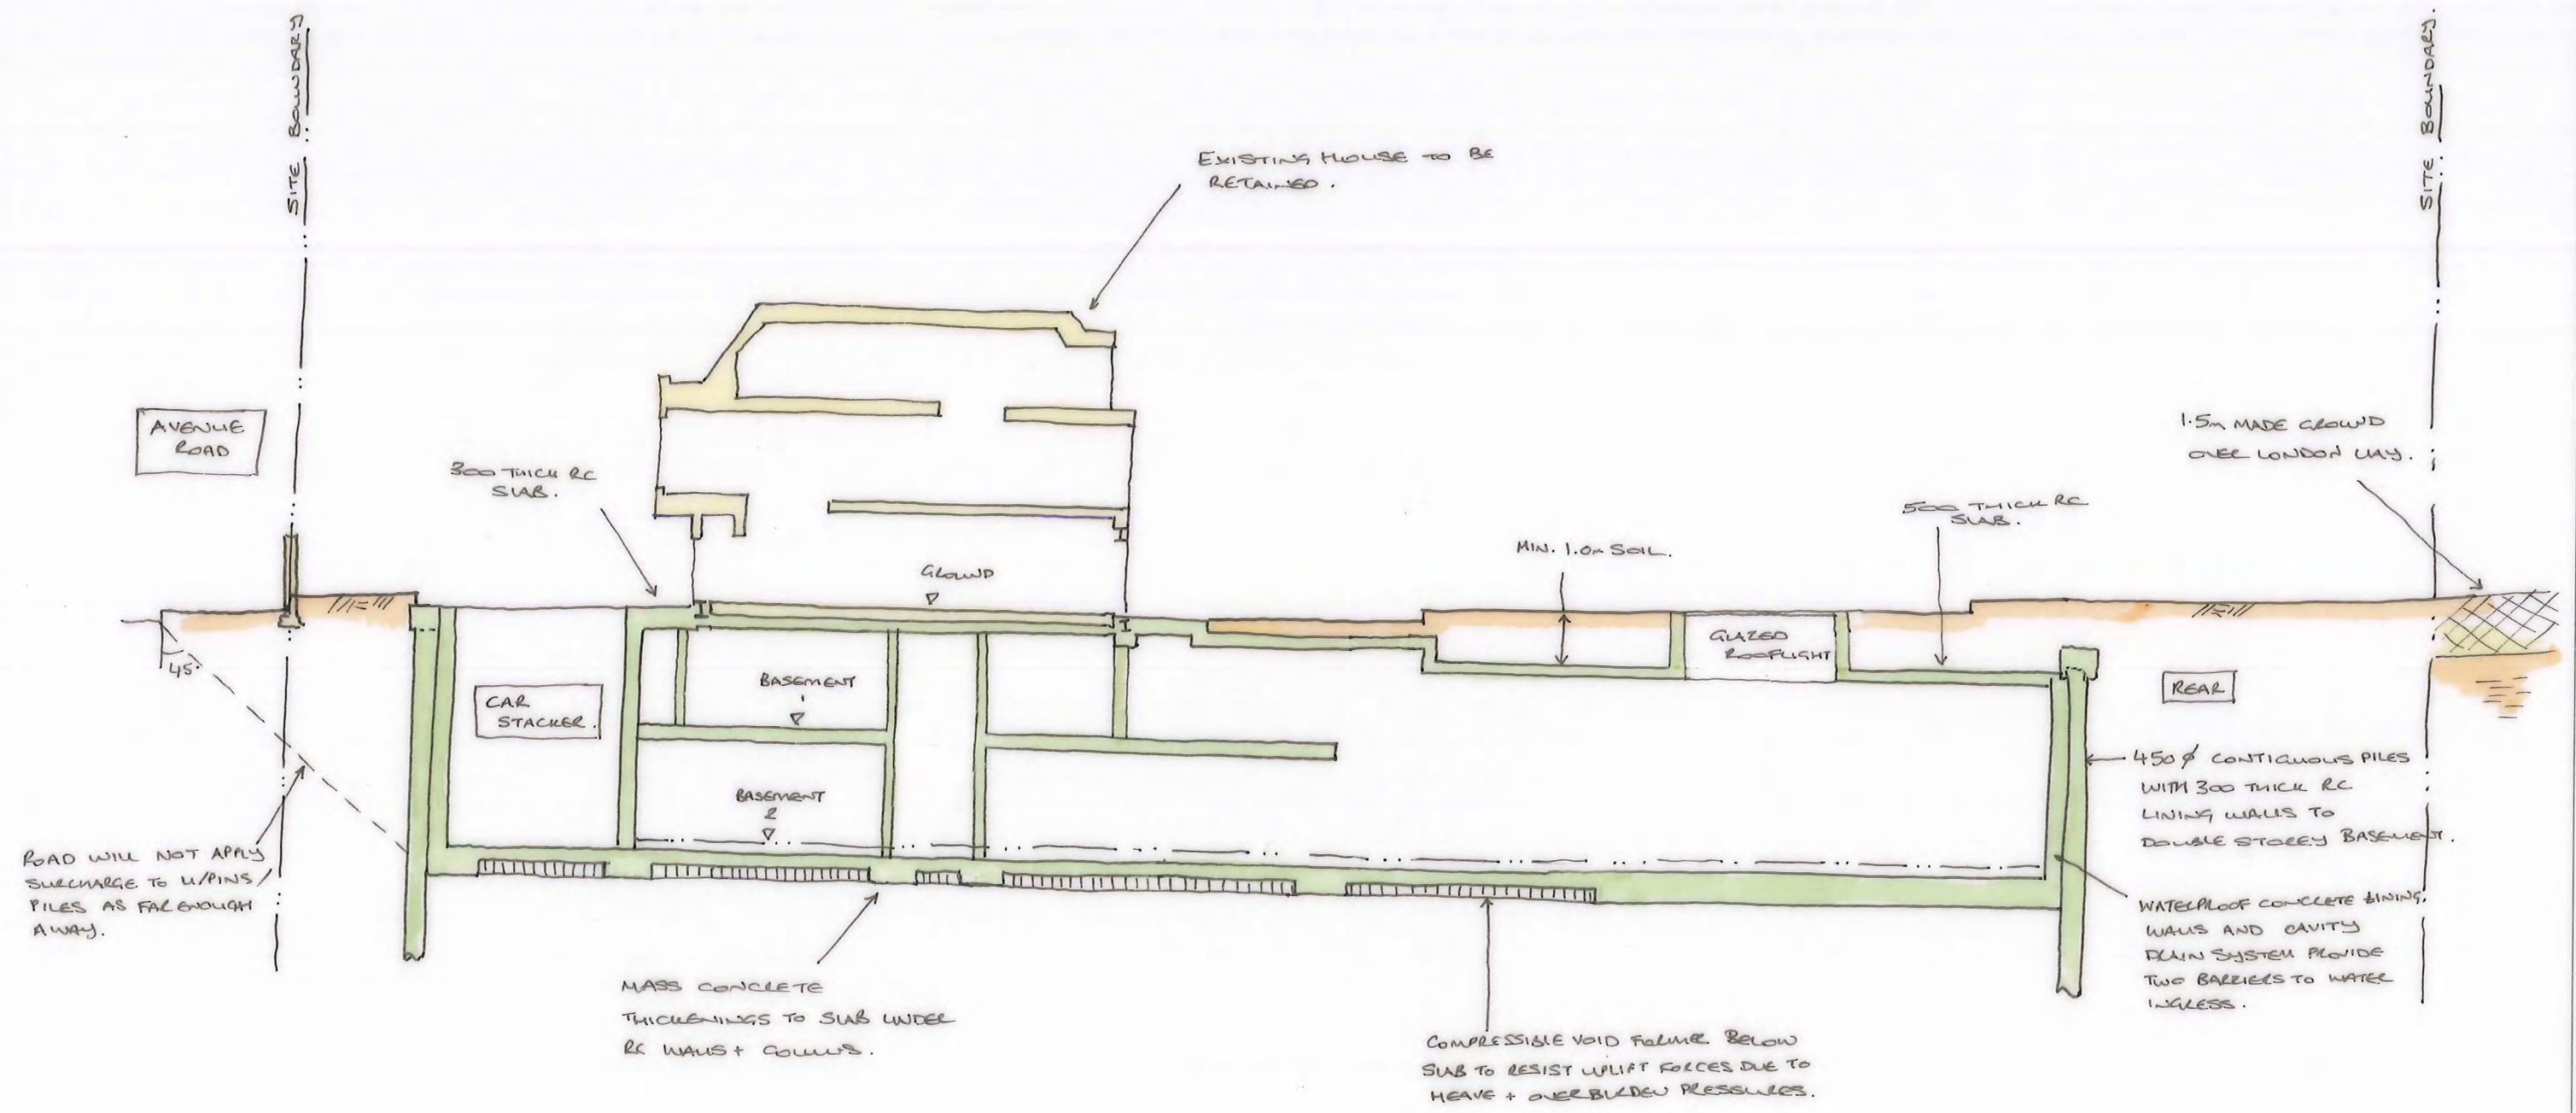 SITE BOUNDARY
SITE BOUNDARY.
EXISTING HOUSE TO BE
RETAINED.
AVENUE
ROAD
300 THICK RC
SLAB.
1.5m MADE GROUND
OVER LONDON CLAY.
500 THICK RC
SLAB.
MIN. 1.0m SOIL.
GROUND
45°
GLAZED
ROOFLIGHT
CAR
STACKER.
BASEMENT
1
REAR
BASEMENT
2
450 ϕ CONTIGUOUS PILES
WITH 300 THICK RC
LINING WALLS TO
DOUBLE STOREY BASEMENT.
ROAD WILL NOT APPLY
SURCHARGE TO U/PINS/
PILES AS FAR ENOUGH
AWAY.
WATERPROOF CONCRETE LINING
WALLS AND CAVITY
DRAIN SYSTEM PROVIDE
TWO BARRIERS TO WATER
INGRESS.
MASS CONCRETE
THICKENINGS TO SLAB UNDER
RC WALLS + COLUMNS.
COMPRESSIBLE VOID FORMER BELOW
SLAB TO RESIST UPLIFT FORCES DUE TO
HEAVE + OVERBURDEN PRESSURES.